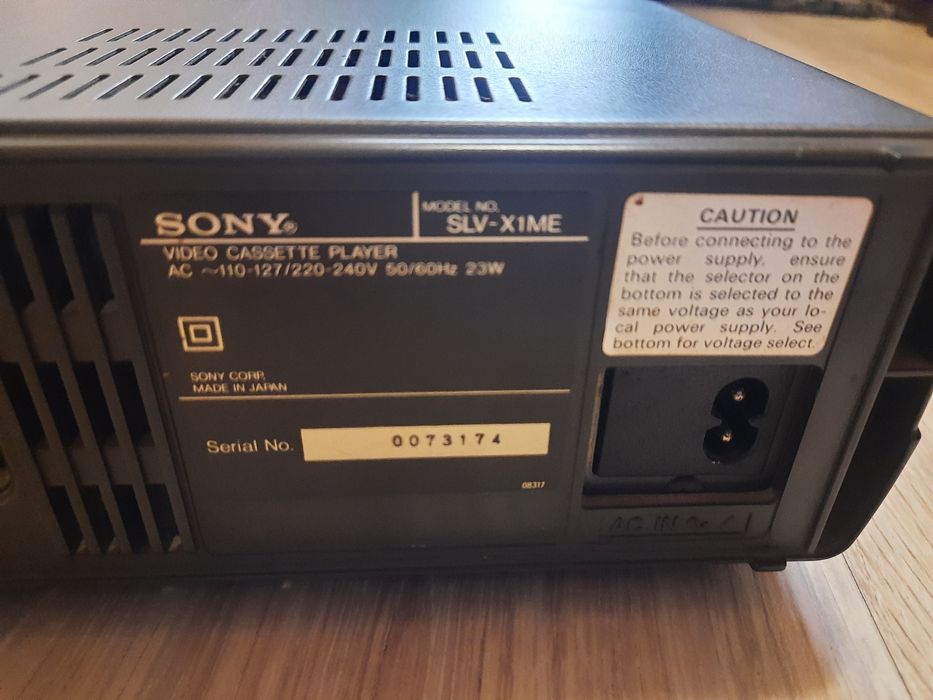 SONY®
MODEL NO.
SLV-X1ME
VIDEO CASSETTE PLAYER
AC ~110-127/220-240V 50/60Hz 23W
SONY CORP.
MADE IN JAPAN
Serial No. 0073174
08317
CAUTION
Before connecting to the
power supply, ensure
that the selector on the
bottom is selected to the
same voltage as your lo-
cal power supply. See
bottom for voltage select.
AC IN